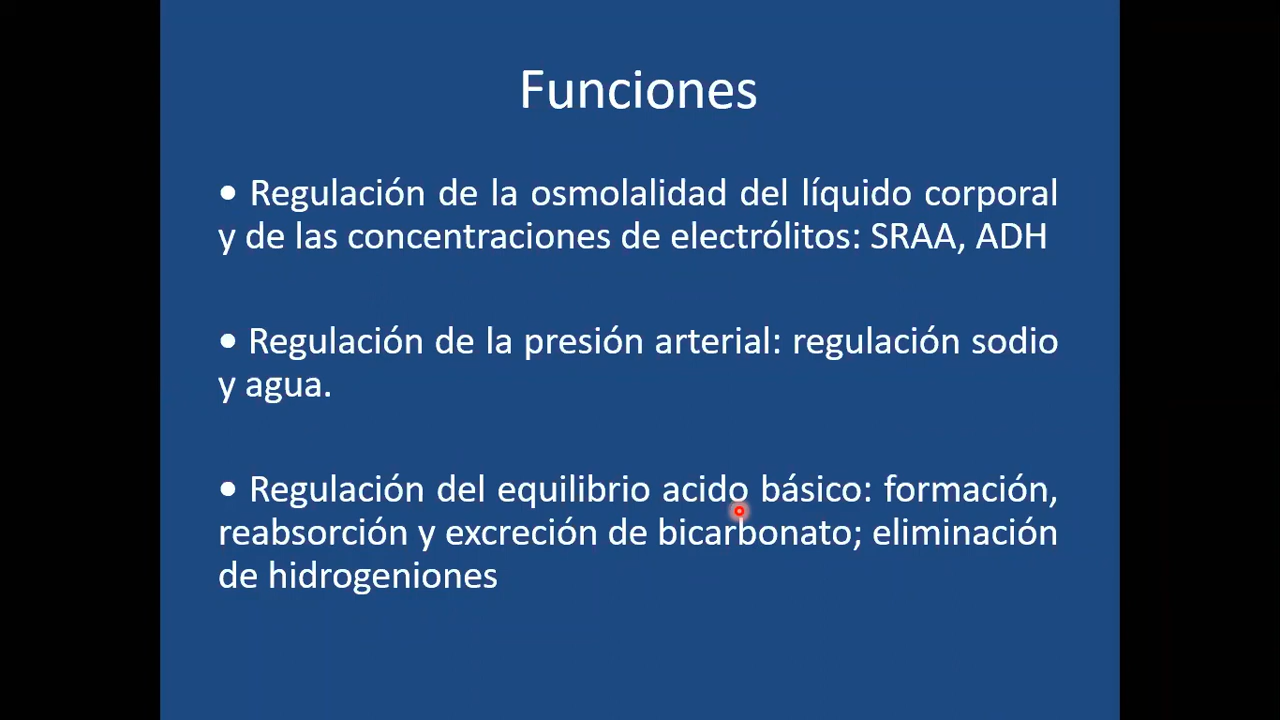 Funciones
• Regulación de la osmolalidad del líquido corporal
y de las concentraciones de electrólitos: SRAA, ADH
• Regulación de la presión arterial: regulación sodio
y agua.
• Regulación del equilibrio acido básico: formación,
reabsorción y excreción de bicarbonato; eliminación
de hidrogeniones